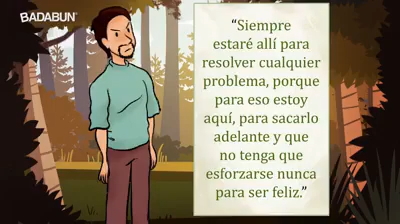 BADABUN
“Siempre
estaré allí para
resolver cualquier
problema, porque
para eso estoy
aquí, para sacarlo
adelante y que
no tenga que
esforzarse nunca
para ser feliz.”